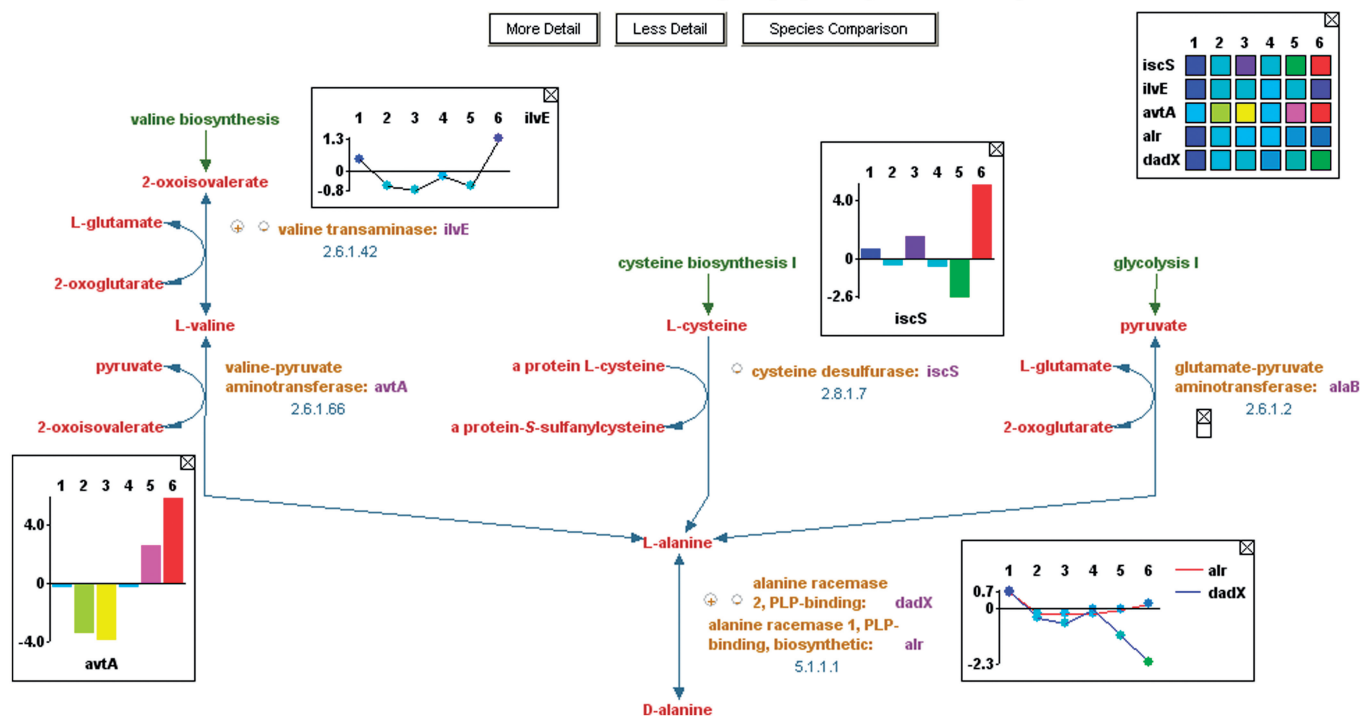 More Detail Less Detail Species Comparison
1 2 3 4 5 6
iscS
ilvE
avtA
alr
dadX
1 2 3 4 5 6 ilvE
1.3
0
-0.8
valine biosynthesis
2-oxoisovalerate
L-glutamate
+ - valine transaminase: ilvE
2.6.1.42
2-oxoglutarate
L-valine
1 2 3 4 5 6
0
-2.6
iscS
cysteine biosynthesis I
L-cysteine
glycolysis I
pyruvate
pyruvate
valine-pyruvate
aminotransferase: avtA
2.6.1.66
2-oxoisovalerate
a protein L-cysteine
- cysteine desulfurase: iscS
2.8.1.7
a protein-S-sulfanylcysteine
L-glutamate
glutamate-pyruvate
aminotransferase: alaB
2.6.1.2
2-oxoglutarate
1 2 3 4 5 6
4.0
0
-4.0
avtA
L-alanine
+ - alanine racemase
2, PLP-binding: dadX
alanine racemase 1, PLP-
binding, biosynthetic: alr
5.1.1.1
1 2 3 4 5 6
0.7
0
-2.3
alr
dadX
D-alanine